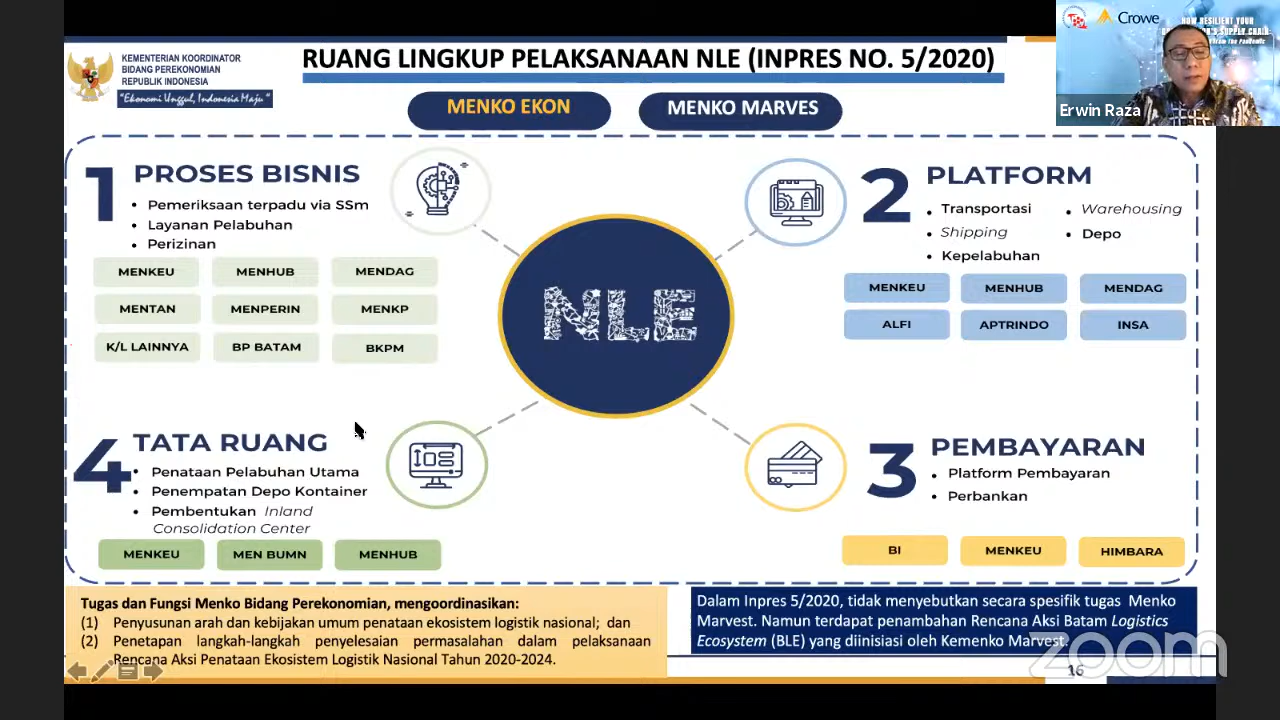 KEMENTERIAN KOORDINATOR
BIDANG PEREKONOMIAN
REPUBLIK INDONESIA
"Ekonomi Unggul, Indonesia Maju"
RUANG LINGKUP PELAKSANAAN NLE (INPRES NO. 5/2020)
MENKO EKON
MENKO MARVES
Crowe
HOW RESILIENT YOUR
Erwin Raza
1
PROSES BISNIS
• Pemeriksaan terpadu via SSm
• Layanan Pelabuhan
• Perizinan
MENKEU
MENHUB
MENDAG
MENTAN
MENPERIN
MENKP
K/L LAINNYA
BP BATAM
BKPM
NLE
2
PLATFORM
• Transportasi
• Shipping
• Kepelabuhan
• Warehousing
• Depo
MENKEU
MENHUB
MENDAG
ALFI
APTRINDO
INSA
4
TATA RUANG
• Penataan Pelabuhan Utama
• Penempatan Depo Kontainer
• Pembentukan Inland
Consolidation Center
MENKEU
MEN BUMN
MENHUB
3
PEMBAYARAN
• Platform Pembayaran
• Perbankan
BI
MENKEU
HIMBARA
Tugas dan Fungsi Menko Bidang Perekonomian, mengoordinasikan:
(1) Penyusunan arah dan kebijakan umum penataan ekosistem logistik nasional; dan
(2) Penetapan langkah-langkah penyelesaian permasalahan dalam pelaksanaan
Rencana Aksi Penataan Ekosistem Logistik Nasional Tahun 2020-2024.
Dalam Inpres 5/2020, tidak menyebutkan secara spesifik tugas Menko
Marvest. Namun terdapat penambahan Rencana Aksi Batam Logistics
Ecosystem (BLE) yang diinisiasi oleh Kemenko Marvest.
zoom
16